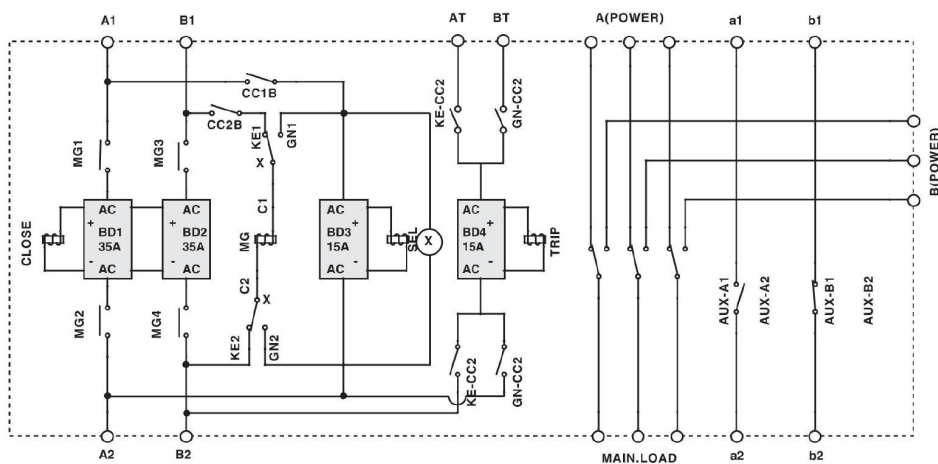 A1 B1 AT BT A(POWER) a1 b1
CC1B
CC2B
KE1
GN1
KE-CC2
GN-CC2
MG1
MG3
X
C1
B(POWER)
CLOSE
AC
+
BD1
35A
-
AC
AC
+
BD2
35A
-
AC
MG
AC
+
BD3
15A
-
AC
SEL
X
AC
+
BD4
15A
-
AC
TRIP
C2
X
MG2
MG4
KE2
GN2
KE-CC2
GN-CC2
AUX-A1
AUX-A2
AUX-B1
AUX-B2
A2 B2 MAIN.LOAD a2 b2